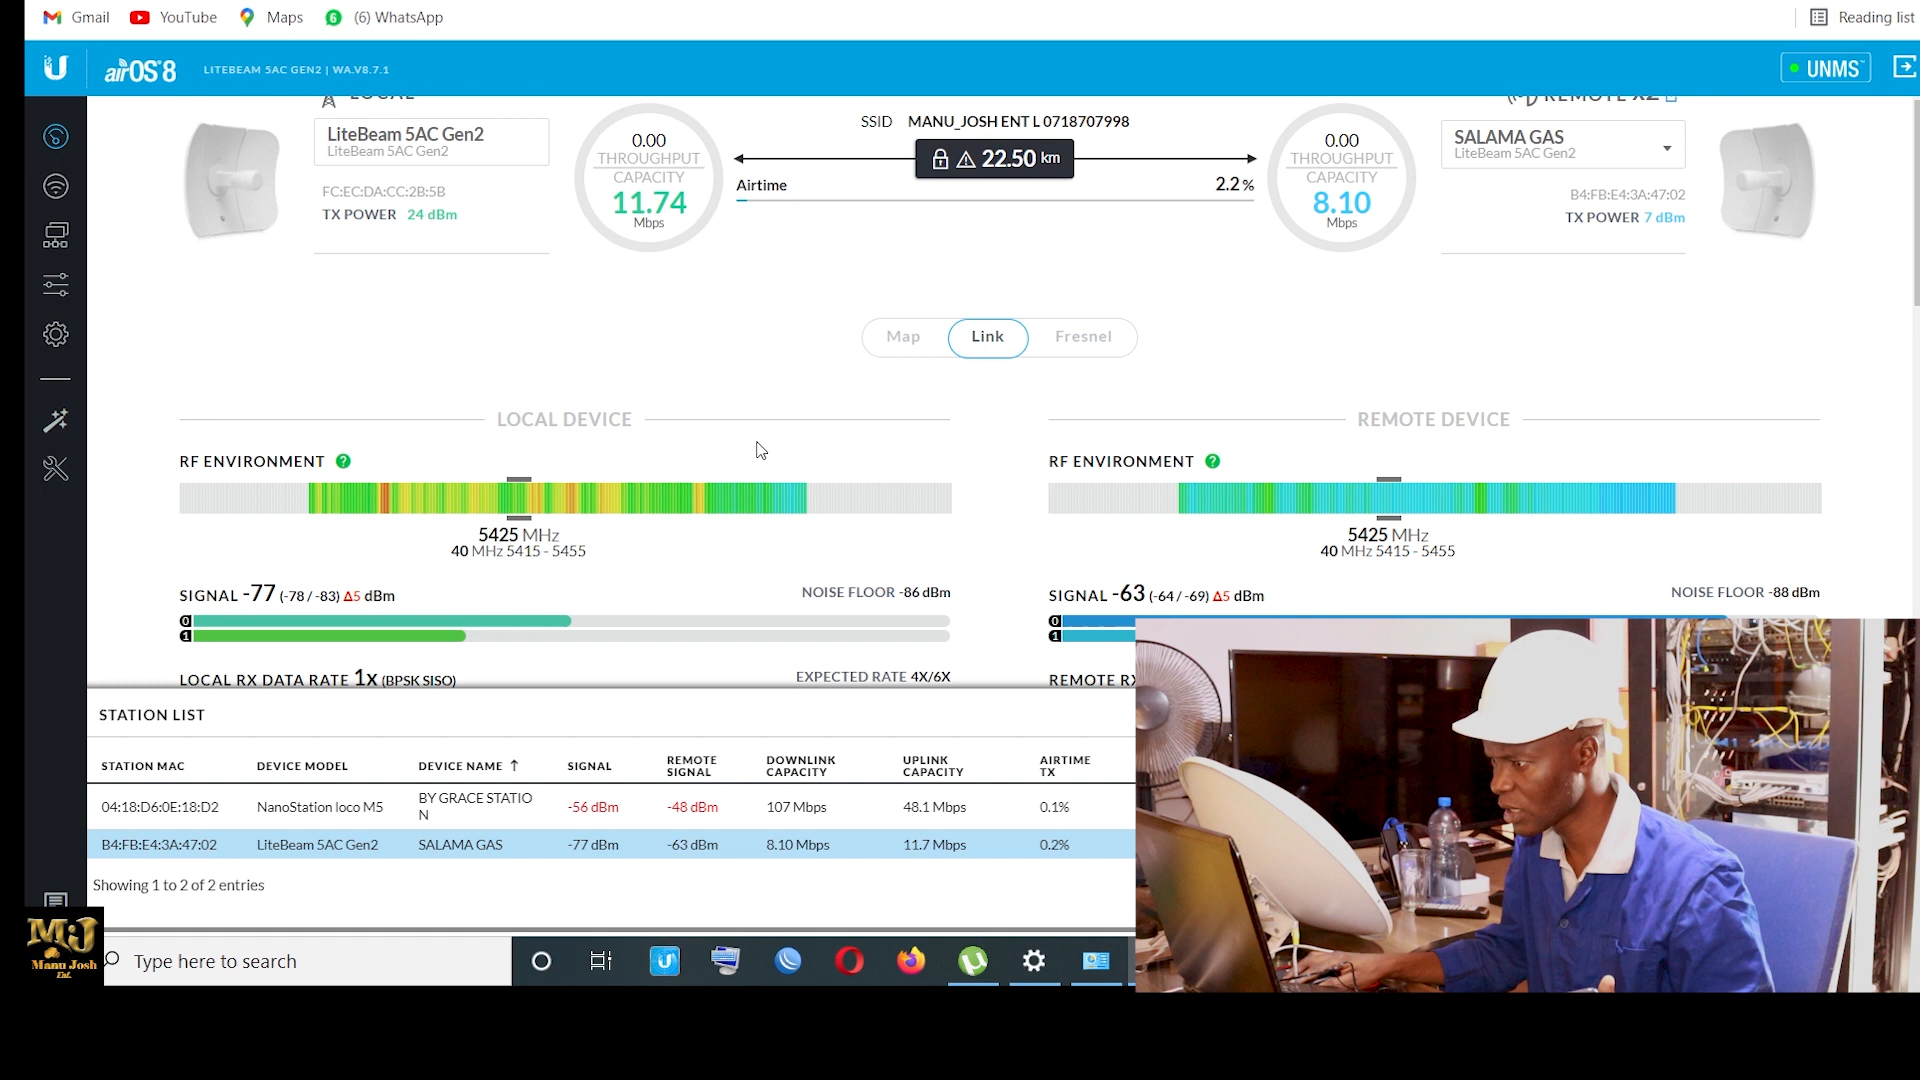 Gmail
YouTube
Maps
6 (6) WhatsApp
Reading list
airOS 8
LITEBEAM 5AC GEN2 | WA.V8.7.1
UNMS
LOCAL
REMOTE X2
LiteBeam 5AC Gen2
LiteBeam 5AC Gen2
FC:EC:DA:CC:2B:5B
TX POWER 24 dBm
0.00
THROUGHPUT
CAPACITY
11.74
Mbps
SSID MANU_JOSH ENT L 0718707998
22.50 km
Airtime 2.2 %
0.00
THROUGHPUT
CAPACITY
8.10
Mbps
SALAMA GAS
LiteBeam 5AC Gen2
B4:FB:E4:3A:47:02
TX POWER 7 dBm
Map Link Fresnel
LOCAL DEVICE
RF ENVIRONMENT ?
5425 MHz
40 MHz 5415 - 5455
SIGNAL -77 (-78 / -83) Δ5 dBm
NOISE FLOOR -86 dBm
0
1
LOCAL RX DATA RATE 1x (BPSK SISO)
EXPECTED RATE 4X/6X
REMOTE DEVICE
RF ENVIRONMENT ?
5425 MHz
40 MHz 5415 - 5455
SIGNAL -63 (-64 / -69) Δ5 dBm
NOISE FLOOR -88 dBm
0
1
REMOTE RX
STATION LIST
STATION MAC DEVICE MODEL DEVICE NAME ↑ SIGNAL REMOTE SIGNAL DOWNLINK CAPACITY UPLINK CAPACITY AIRTIME TX
04:18:D6:0E:18:D2 NanoStation loco M5 BY GRACE STATIO
N -56 dBm -48 dBm 107 Mbps 48.1 Mbps 0.1%
B4:FB:E4:3A:47:02 LiteBeam 5AC Gen2 SALAMA GAS -77 dBm -63 dBm 8.10 Mbps 11.7 Mbps 0.2%
Showing 1 to 2 of 2 entries
MJ
Manu Josh
Ent.
Type here to search